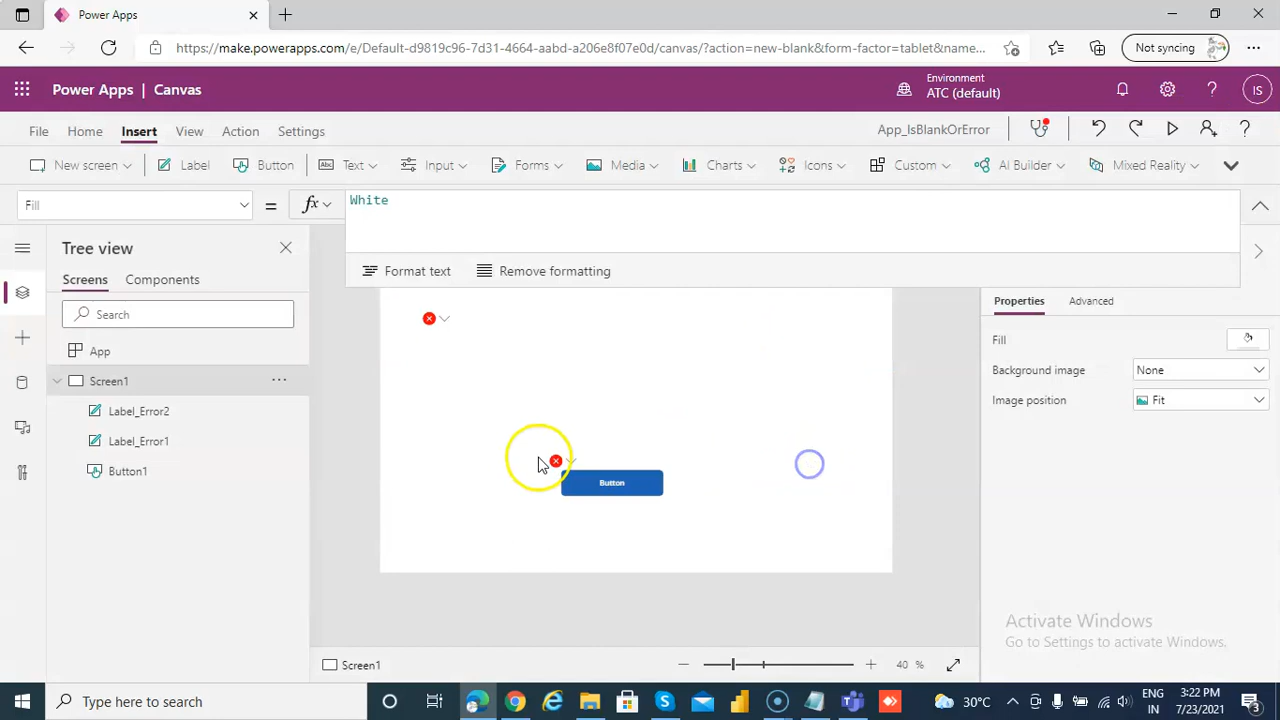 Power Apps
https://make.powerapps.com/e/Default-d9819c96-7d31-4664-aabd-a206e8f07e0d/canvas/?action=new-blank&form-factor=tablet&name...
Not syncing
Power Apps | Canvas
Environment
ATC (default)
IS
File Home Insert View Action Settings
App_IsBlankOrError
New screen Label Button Text Input Forms Media Charts Icons Custom AI Builder Mixed Reality
Fill = fx White
Format text Remove formatting
Tree view
Screens Components
Search
App
Screen1
Label_Error2
Label_Error1
Button1
Button
Properties Advanced
Fill
Background image None
Image position Fit
Activate Windows
Go to Settings to activate Windows.
Screen1
40 %
Type here to search
30°C
ENG
IN
3:22 PM
7/23/2021
3